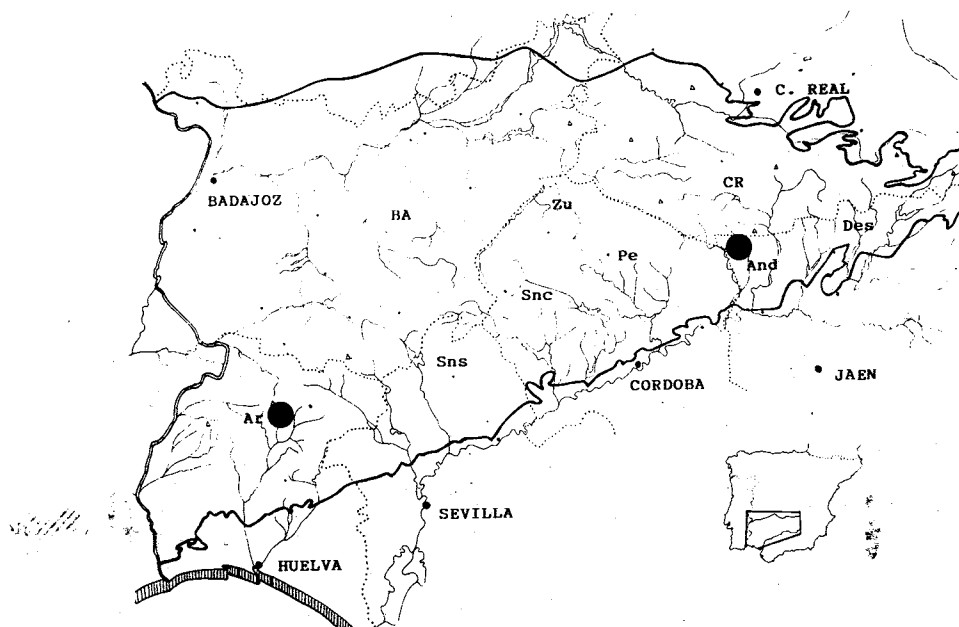 C. REAL
CR
BADAJOZ
BA
Zu
Des
Pe
And
Snc
Sns
JAEN
CORDOBA
Ar
SEVILLA
HUELVA